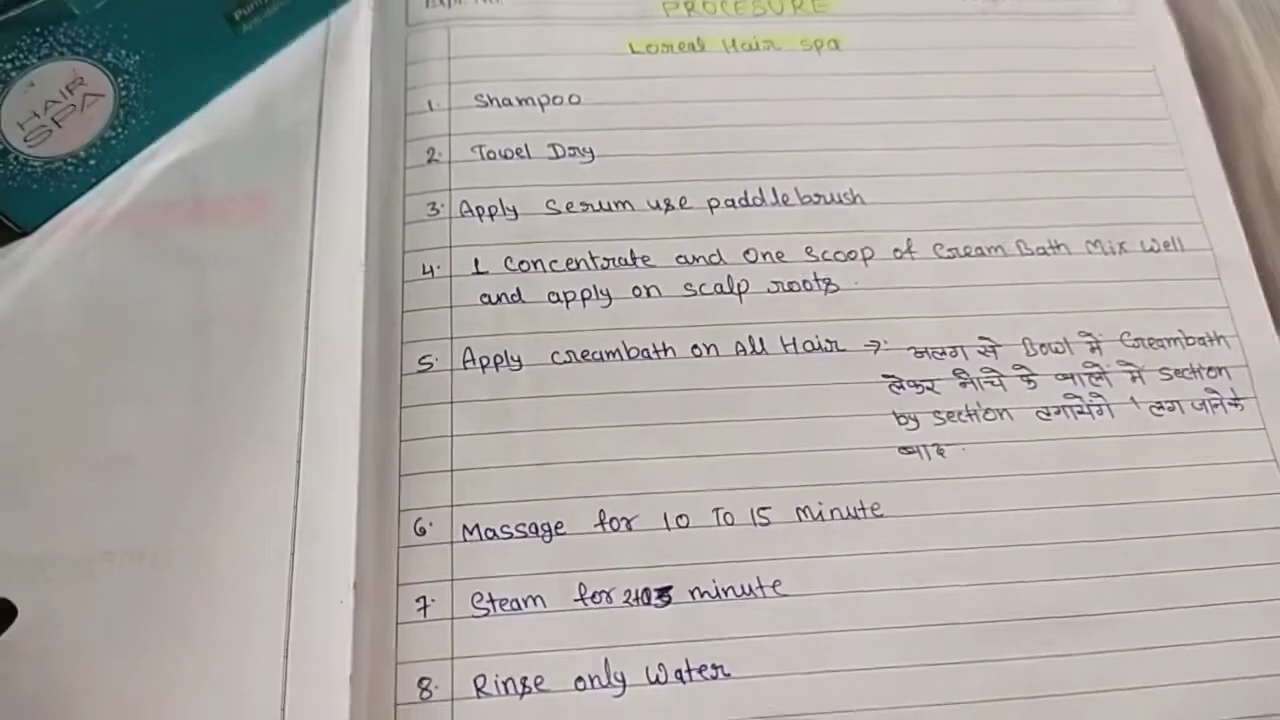 HAIR
SPA
PROCESURE
Loreal Hair spa
1. Shampoo
2. Towel Dry
3. Apply serum use paddlebrush
4. 1 concentrate and one scoop of cream Bath Mix well
and apply on scalp roots.
5. Apply creambath on All Hair → अलग से Bowl में Creambath
लेकर नीचे के बालों में section
by section लगायेंगे । लग जाने के
बाद.
6. Massage for 10 To 15 minute
7. Steam for 2to5 minute
8. Rinse only water